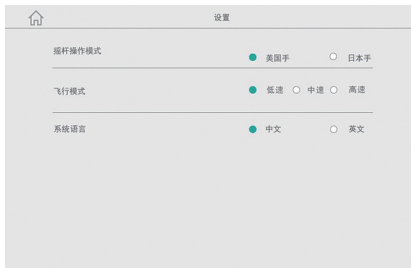 设置
摇杆操作模式 美国手 日本手
飞行模式 低速 中速 高速
系统语言 中文 英文